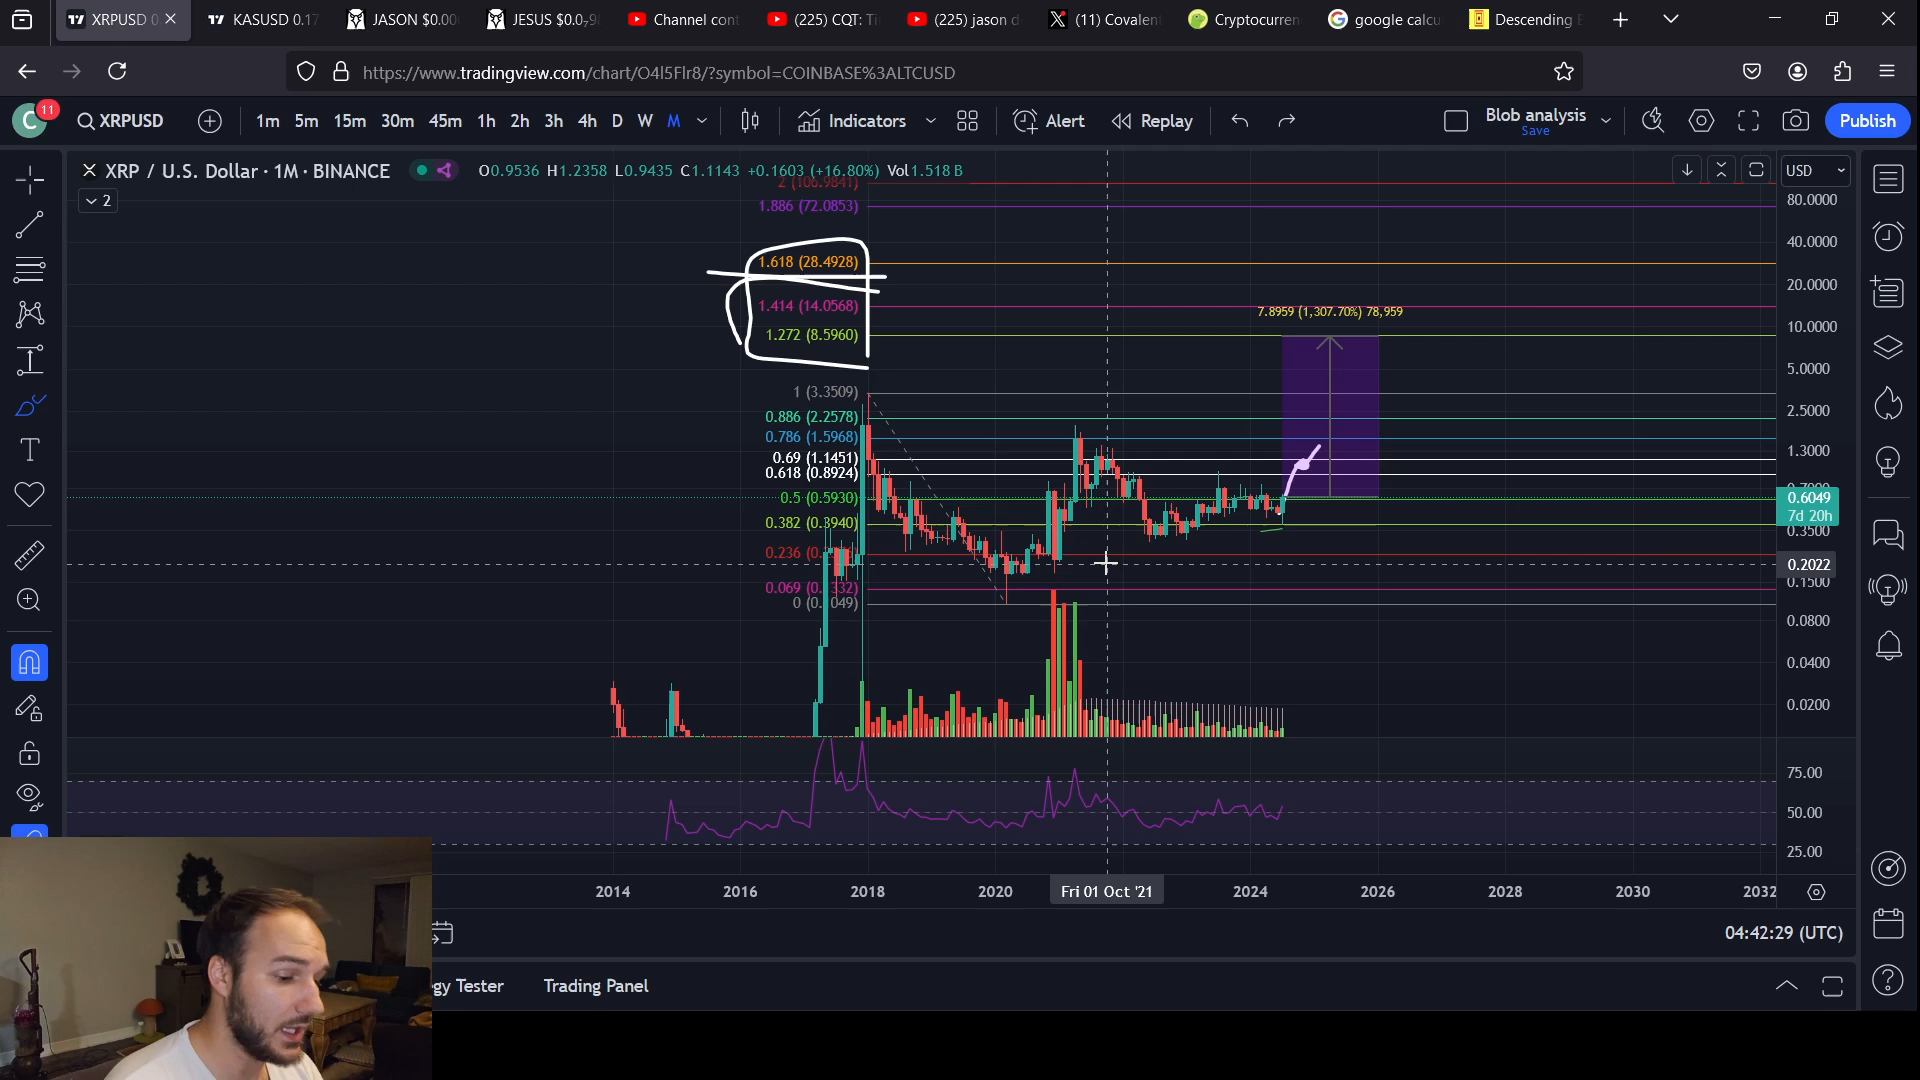 XRPUSD 0
KASUSD 0.17
JASON $0.00
JESUS $0.0
Channel cont
(225) CQT: Ti
(225) jason d
(11) Covalen
Cryptocurren
google calcu
Descending
https://www.tradingview.com/chart/O4l5Flr8/?symbol=COINBASE%3ALTCUSD
C
11
XRPUSD
1m 5m 15m 30m 45m 1h 2h 3h 4h D W M
Indicators
Alert
Replay
Blob analysis
Save
Publish
XRP / U.S. Dollar · 1M · BINANCE
O0.9536 H1.2358 L0.9435 C1.1143 +0.1603 (+16.80%) Vol1.518 B
USD
2
2 (106.9841)
1.886 (72.0853)
1.618 (28.4928)
1.414 (14.0568)
1.272 (8.5960)
1 (3.3509)
0.886 (2.2578)
0.786 (1.5968)
0.69 (1.1451)
0.618 (0.8924)
0.5 (0.5930)
0.382 (0.3940)
0.236
0.069
7.8959 (1,307.70%) 78,959
80.0000
40.0000
20.0000
10.0000
5.0000
2.5000
1.3000
0.6049
7d 20h
0.3500
0.2022
0.1500
0.0800
0.0400
0.0200
75.00
50.00
25.00
2014
2016
2018
2020
Fri 01 Oct '21
2024
2026
2028
2030
2032
04:42:29 (UTC)
gy Tester
Trading Panel